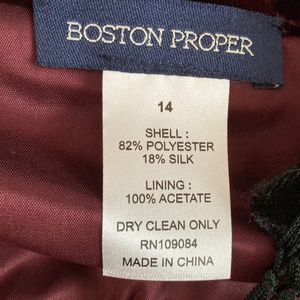 BOSTON PROPER
14
SHELL :
82% POLYESTER
18% SILK
LINING :
100% ACETATE
DRY CLEAN ONLY
RN109084
MADE IN CHINA